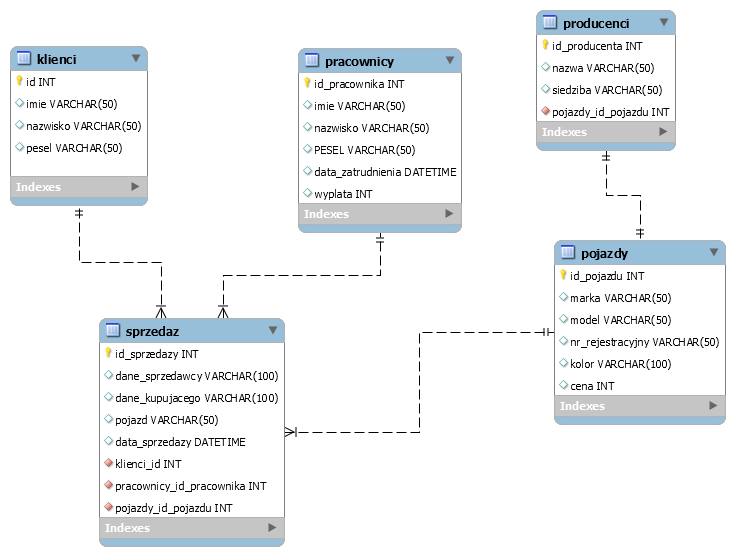 klienci
id INT
imie VARCHAR(50)
nazwisko VARCHAR(50)
pesel VARCHAR(50)
Indexes
pracownicy
id_pracownika INT
imie VARCHAR(50)
nazwisko VARCHAR(50)
PESEL VARCHAR(50)
data_zatrudnienia DATETIME
wyplata INT
Indexes
producenci
id_producenta INT
nazwa VARCHAR(50)
siedziba VARCHAR(50)
pojazdy_id_pojazdu INT
Indexes
pojazdy
id_pojazdu INT
marka VARCHAR(50)
model VARCHAR(50)
nr_rejestracyjny VARCHAR(50)
kolor VARCHAR(100)
cena INT
Indexes
sprzedaz
id_sprzedazy INT
dane_sprzedawcy VARCHAR(100)
dane_kupujacego VARCHAR(100)
pojazd VARCHAR(50)
data_sprzedazy DATETIME
klienci_id INT
pracownicy_id_pracownika INT
pojazdy_id_pojazdu INT
Indexes